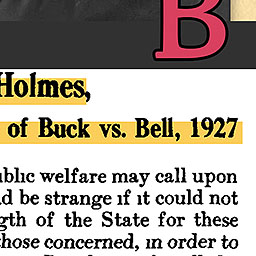 B
Holmes,
of Buck vs. Bell, 1927
ublic welfare may call upon
d be strange if it could not
gth of the State for these
hose concerned, in order to